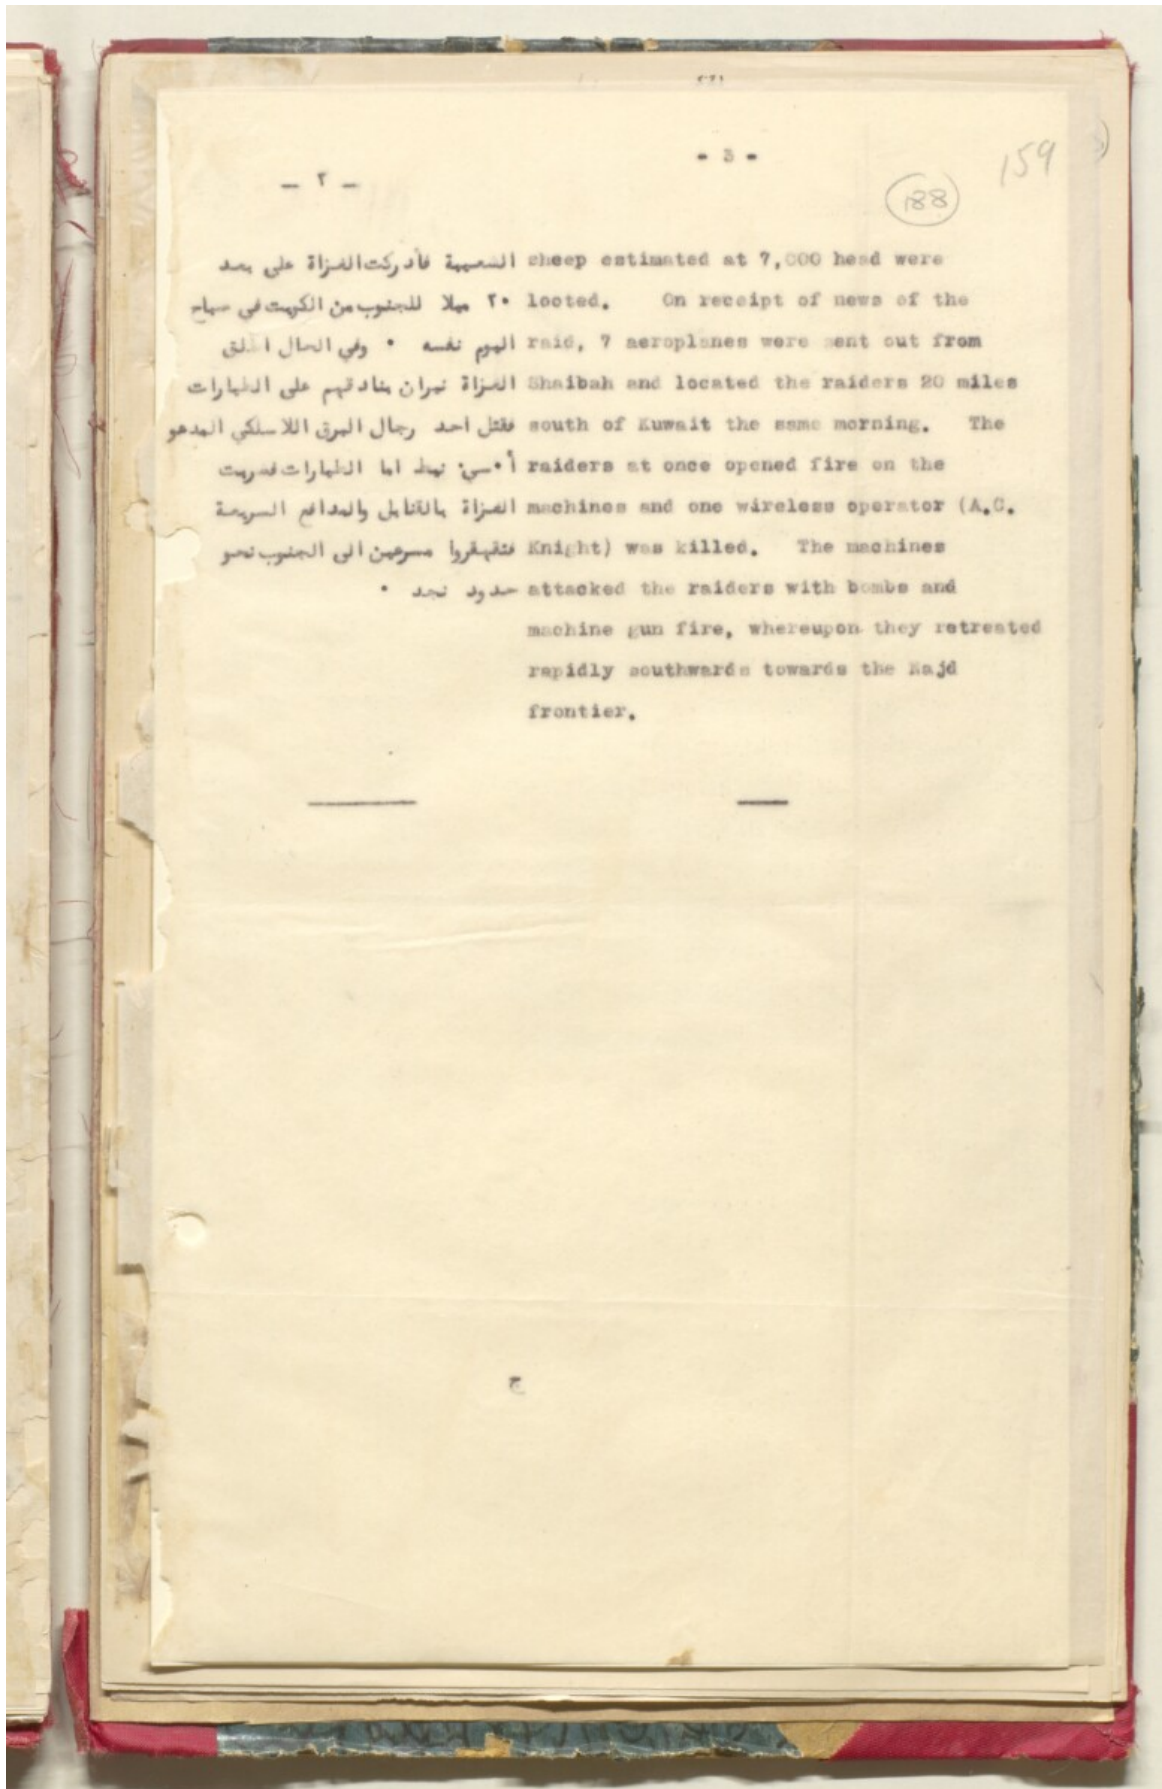 - 3 -
159
188
sheep estimated at 7,000 head were
looted. On receipt of news of the
raid, 7 aeroplanes were sent out from
Shaibah and located the raiders 20 miles
south of Kuwait the same morning. The
raiders at once opened fire on the
machines and one wireless operator (A.C.
Knight) was killed. The machines
attacked the raiders with bombs and
machine gun fire, whereupon they retreated
rapidly southwards towards the Najd
frontier.
- ٢ -
الشعيبة فأدركت الغزاة على بعد
٢٠ ميلا للجنوب من الكويت في صباح
اليوم نفسه ٠ وفي الحال اطلق
الغزاة نيران بنادقهم على الطيارات
فقتل احد رجال البرق اللاسلكي المدعو
أ٠سي٠ اما الطيارات فضربت
الغزاة بالقنابل والمدافع السريعة
فتقهقروا مسرعين الى الجنوب نحو
حدود نجد ٠